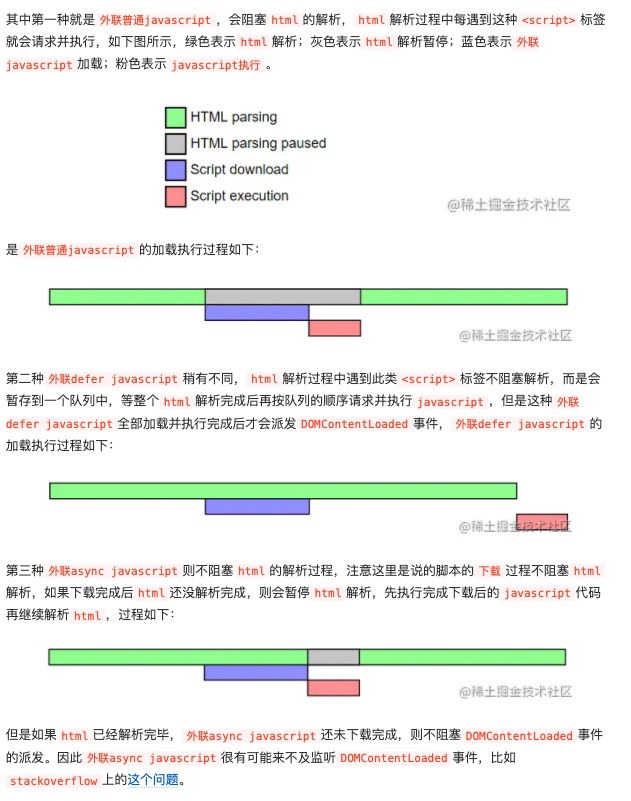 其中第一种就是 外联普通javascript ，会阻塞 html 的解析， html 解析过程中每遇到这种 <script> 标签
就会请求并执行，如下图所示，绿色表示 html 解析；灰色表示 html 解析暂停；蓝色表示 外联
javascript 加载；粉色表示 javascript执行 。
HTML parsing
HTML parsing paused
Script download
Script execution
@稀土掘金技术社区
是 外联普通javascript 的加载执行过程如下：
@稀土掘金技术社区
第二种 外联defer javascript 稍有不同， html 解析过程中遇到此类 <script> 标签不阻塞解析，而是会
暂存到一个队列中，等整个 html 解析完成后再按队列的顺序请求并执行 javascript ，但是这种 外联
defer javascript 全部加载并执行完成后才会派发 DOMContentLoaded 事件， 外联defer javascript 的
加载执行过程如下：
@稀土掘金技术社区
第三种 外联async javascript 则不阻塞 html 的解析过程，注意这里是说的脚本的 下载 过程不阻塞 html
解析，如果下载完成后 html 还没解析完成，则会暂停 html 解析，先执行完成下载后的 javascript 代码
再继续解析 html ，过程如下：
@稀土掘金技术社区
但是如果 html 已经解析完毕， 外联async javascript 还未下载完成，则不阻塞 DOMContentLoaded 事件
的派发。因此 外联async javascript 很有可能来不及监听 DOMContentLoaded 事件，比如
stackoverflow 上的这个问题。